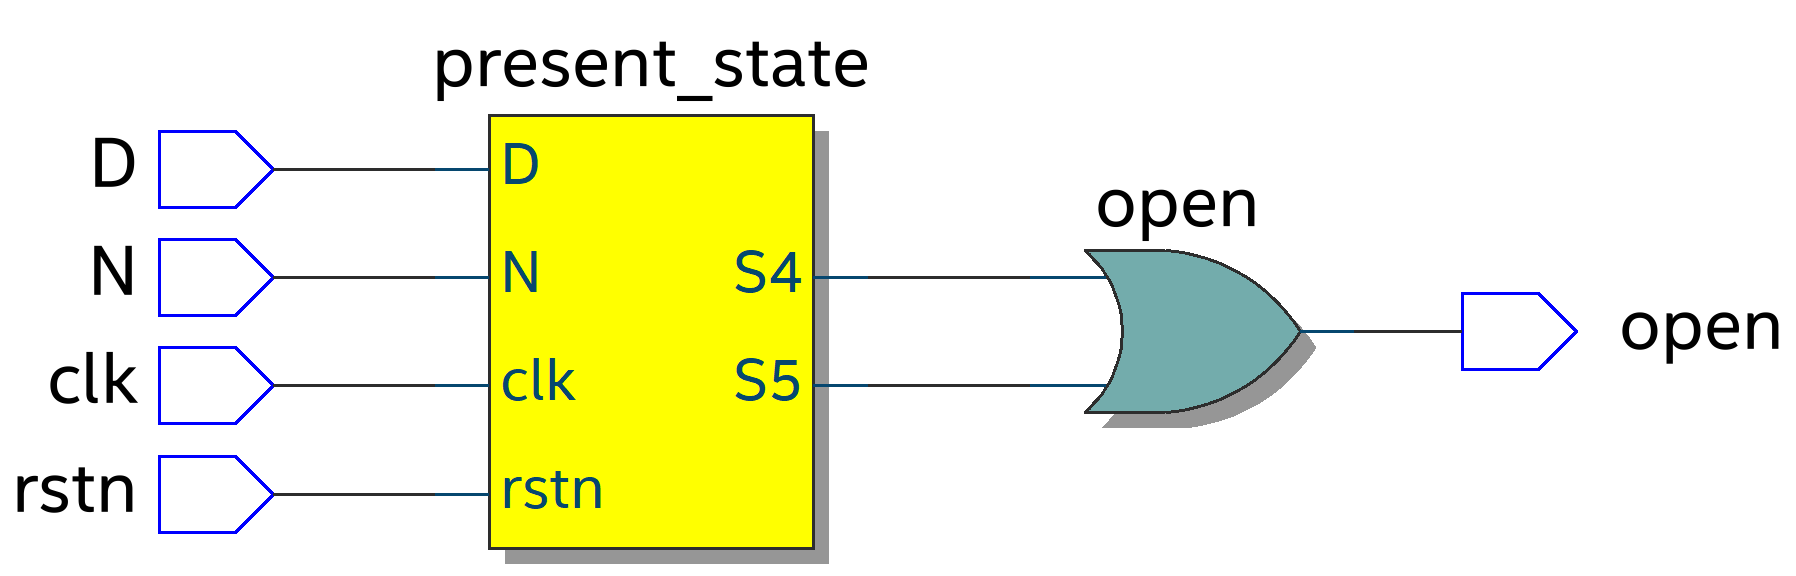 present_state
D
D
N
N
S4
open
clk
clk
S5
open
rstn
rstn